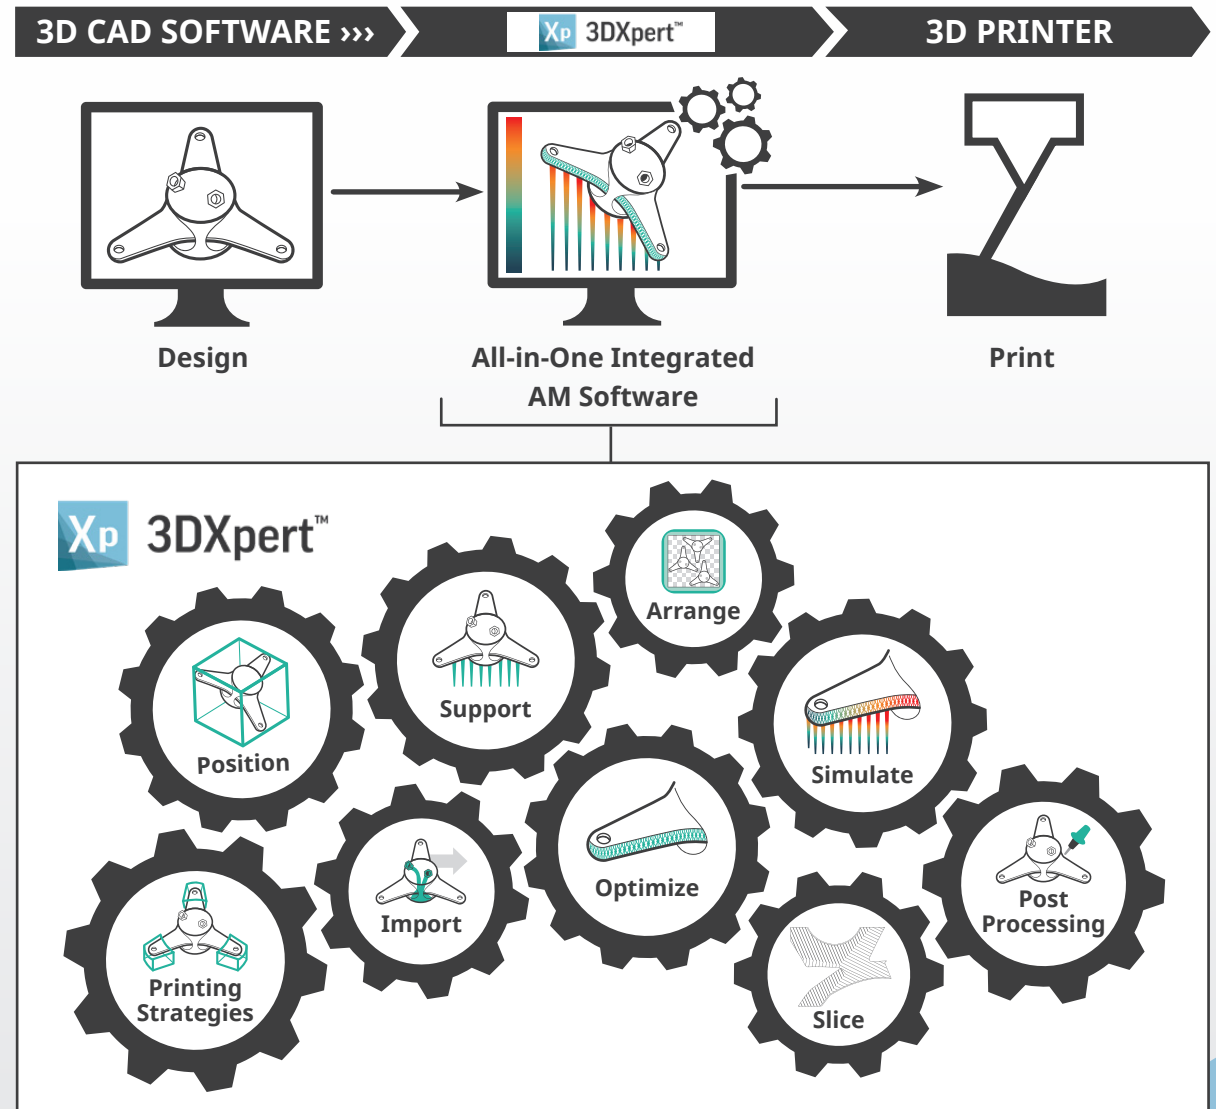 3D CAD SOFTWARE ›››
Xp 3DXpert™
3D PRINTER
Design
All-in-One Integrated
AM Software
Print
Xp 3DXpert™
Arrange
Support
Position
Simulate
Optimize
Import
Post
Processing
Printing
Strategies
Slice